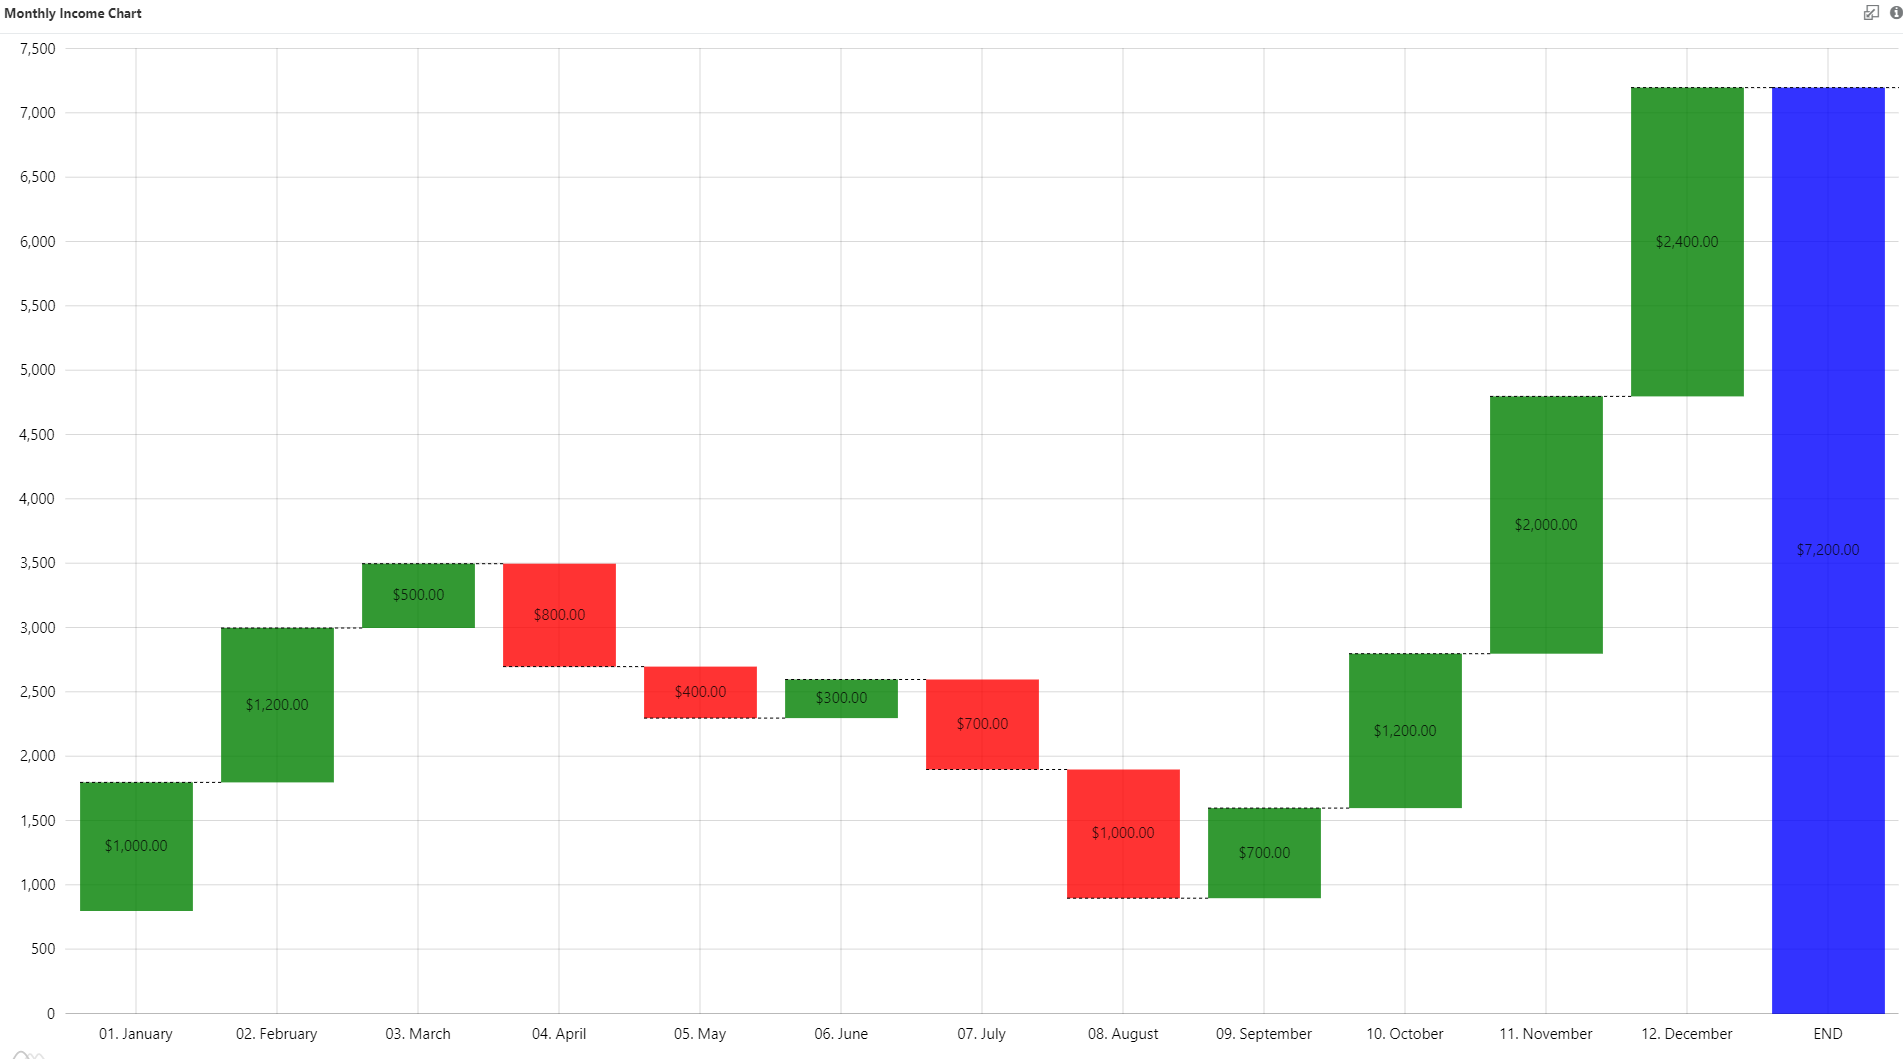 Monthly Income Chart
7,500
7,000
6,500
6,000
$2,400.00
5,500
5,000
4,500
4,000
$2,000.00
$7,200.00
3,500
$500.00
$800.00
3,000
2,500
$400.00
$300.00
$1,200.00
$700.00
$1,200.00
2,000
1,500
$1,000.00
$1,000.00
$700.00
1,000
500
0
01. January
02. February
03. March
04. April
05. May
06. June
07. July
08. August
09. September
10. October
11. November
12. December
END